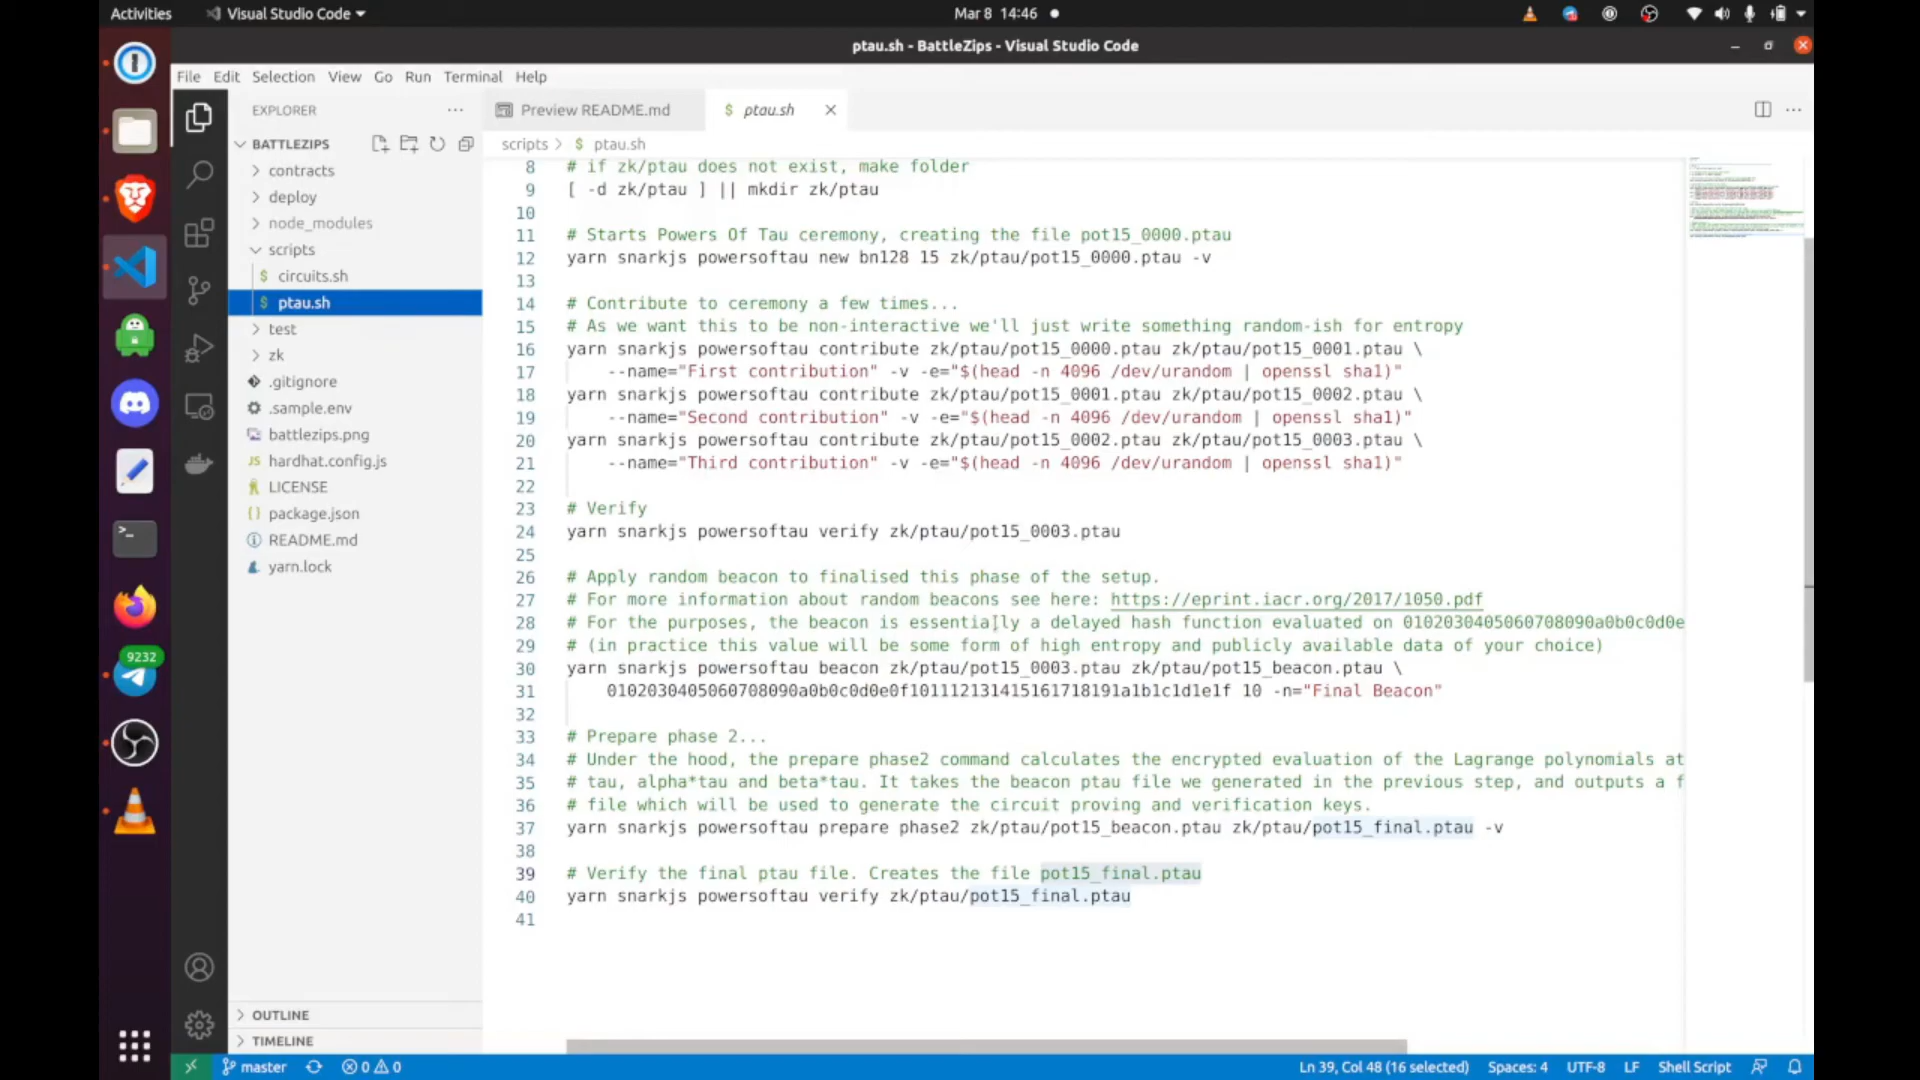 Activities
Visual Studio Code
Mar 8 14:46
ptau.sh - BattleZips - Visual Studio Code
File Edit Selection View Go Run Terminal Help
EXPLORER
Preview README.md
$ ptau.sh
BATTLEZIPS
scripts > $ ptau.sh
contracts
deploy
node_modules
scripts
$ circuits.sh
$ ptau.sh
test
zk
.gitignore
.sample.env
battlezips.png
JS hardhat.config.js
LICENSE
{} package.json
README.md
yarn.lock
OUTLINE
TIMELINE
9232
8 # if zk/ptau does not exist, make folder
9 [ -d zk/ptau ] || mkdir zk/ptau
10
11 # Starts Powers Of Tau ceremony, creating the file pot15_0000.ptau
12 yarn snarkjs powersoftau new bn128 15 zk/ptau/pot15_0000.ptau -v
13
14 # Contribute to ceremony a few times...
15 # As we want this to be non-interactive we'll just write something random-ish for entropy
16 yarn snarkjs powersoftau contribute zk/ptau/pot15_0000.ptau zk/ptau/pot15_0001.ptau \
17 --name="First contribution" -v -e="$(head -n 4096 /dev/urandom | openssl sha1)"
18 yarn snarkjs powersoftau contribute zk/ptau/pot15_0001.ptau zk/ptau/pot15_0002.ptau \
19 --name="Second contribution" -v -e="$(head -n 4096 /dev/urandom | openssl sha1)"
20 yarn snarkjs powersoftau contribute zk/ptau/pot15_0002.ptau zk/ptau/pot15_0003.ptau \
21 --name="Third contribution" -v -e="$(head -n 4096 /dev/urandom | openssl sha1)"
22
23 # Verify
24 yarn snarkjs powersoftau verify zk/ptau/pot15_0003.ptau
25
26 # Apply random beacon to finalised this phase of the setup.
27 # For more information about random beacons see here: https://eprint.iacr.org/2017/1050.pdf
28 # For the purposes, the beacon is essentially a delayed hash function evaluated on 0102030405060708090a0b0c0d0e
29 # (in practice this value will be some form of high entropy and publicly available data of your choice)
30 yarn snarkjs powersoftau beacon zk/ptau/pot15_0003.ptau zk/ptau/pot15_beacon.ptau \
31 0102030405060708090a0b0c0d0e0f101112131415161718191a1b1c1d1e1f 10 -n="Final Beacon"
32
33 # Prepare phase 2...
34 # Under the hood, the prepare phase2 command calculates the encrypted evaluation of the Lagrange polynomials at
35 # tau, alpha*tau and beta*tau. It takes the beacon ptau file we generated in the previous step, and outputs a f
36 # file which will be used to generate the circuit proving and verification keys.
37 yarn snarkjs powersoftau prepare phase2 zk/ptau/pot15_beacon.ptau zk/ptau/pot15_final.ptau -v
38
39 # Verify the final ptau file. Creates the file pot15_final.ptau
40 yarn snarkjs powersoftau verify zk/ptau/pot15_final.ptau
41
master
0 0
Ln 39, Col 48 (16 selected) Spaces: 4 UTF-8 LF Shell Script